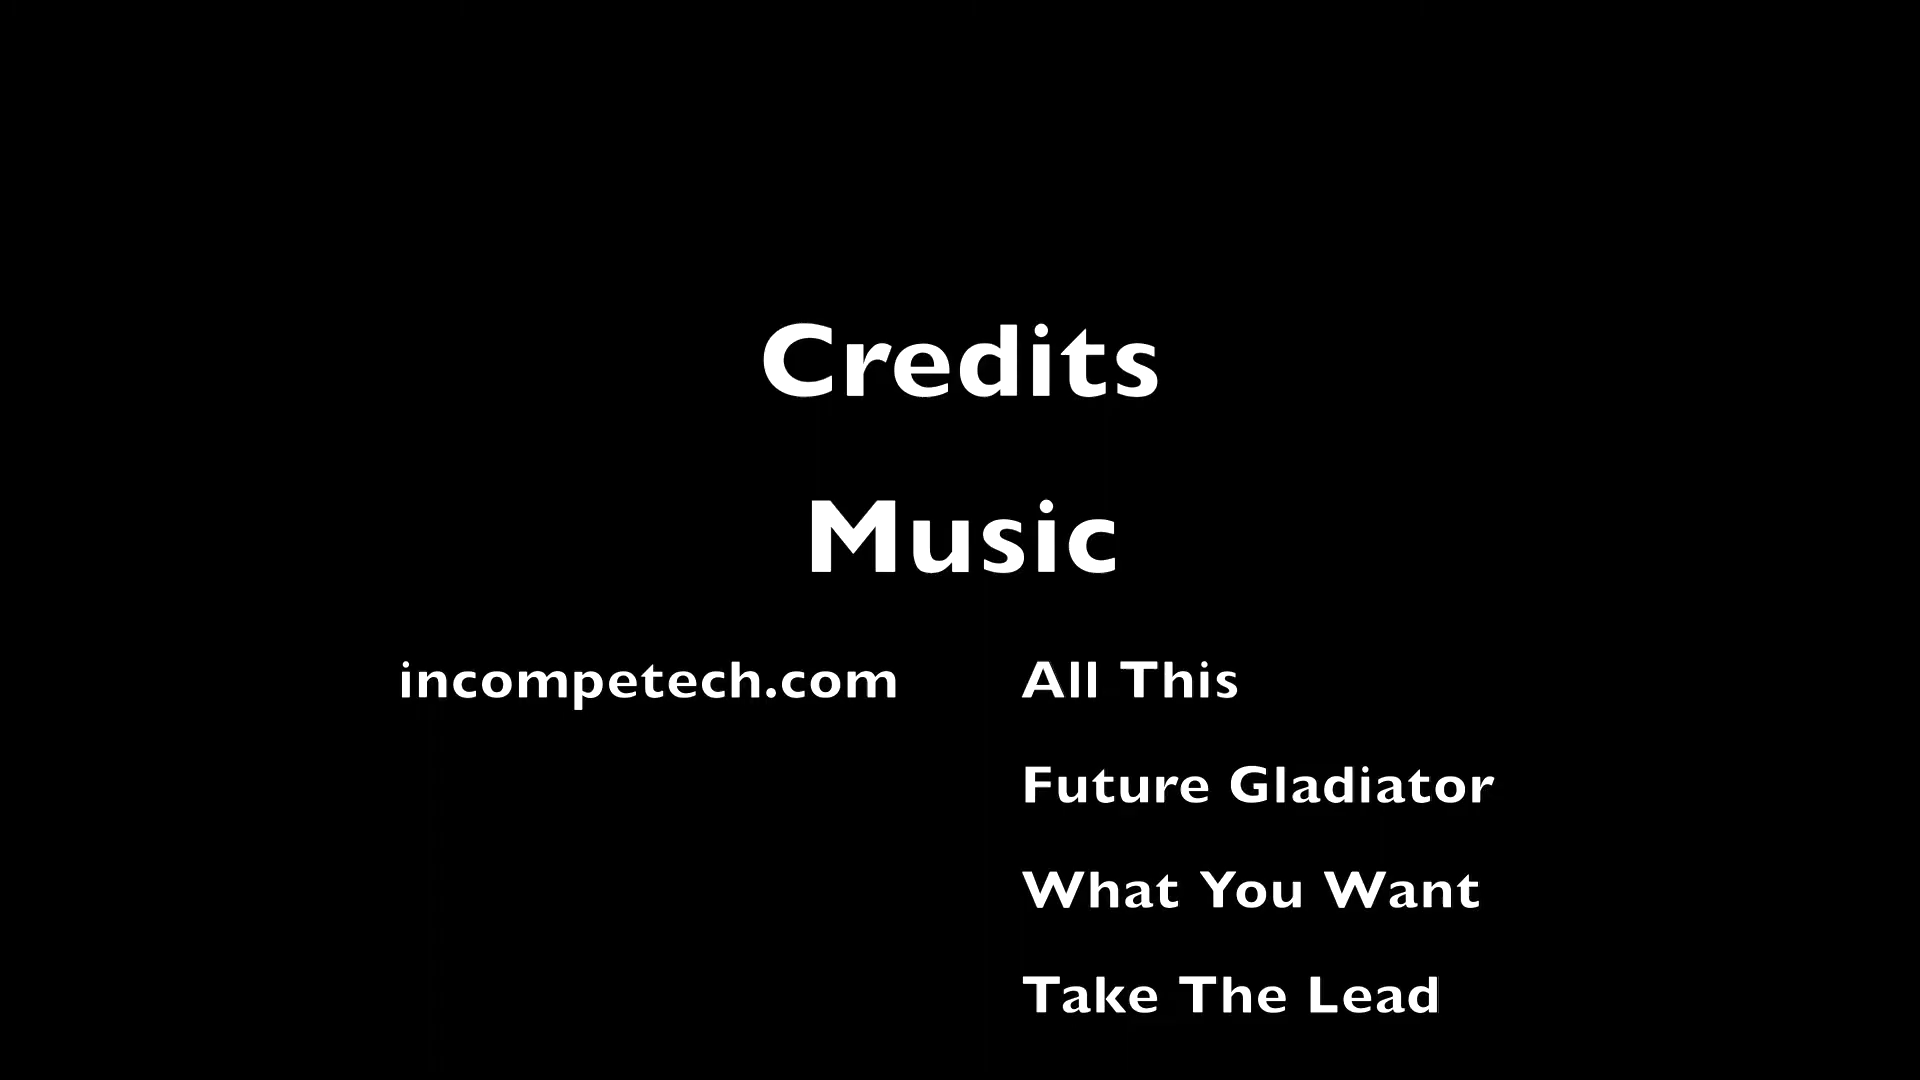 Credits
Music
incompetech.com All This
Future Gladiator
What You Want
Take The Lead